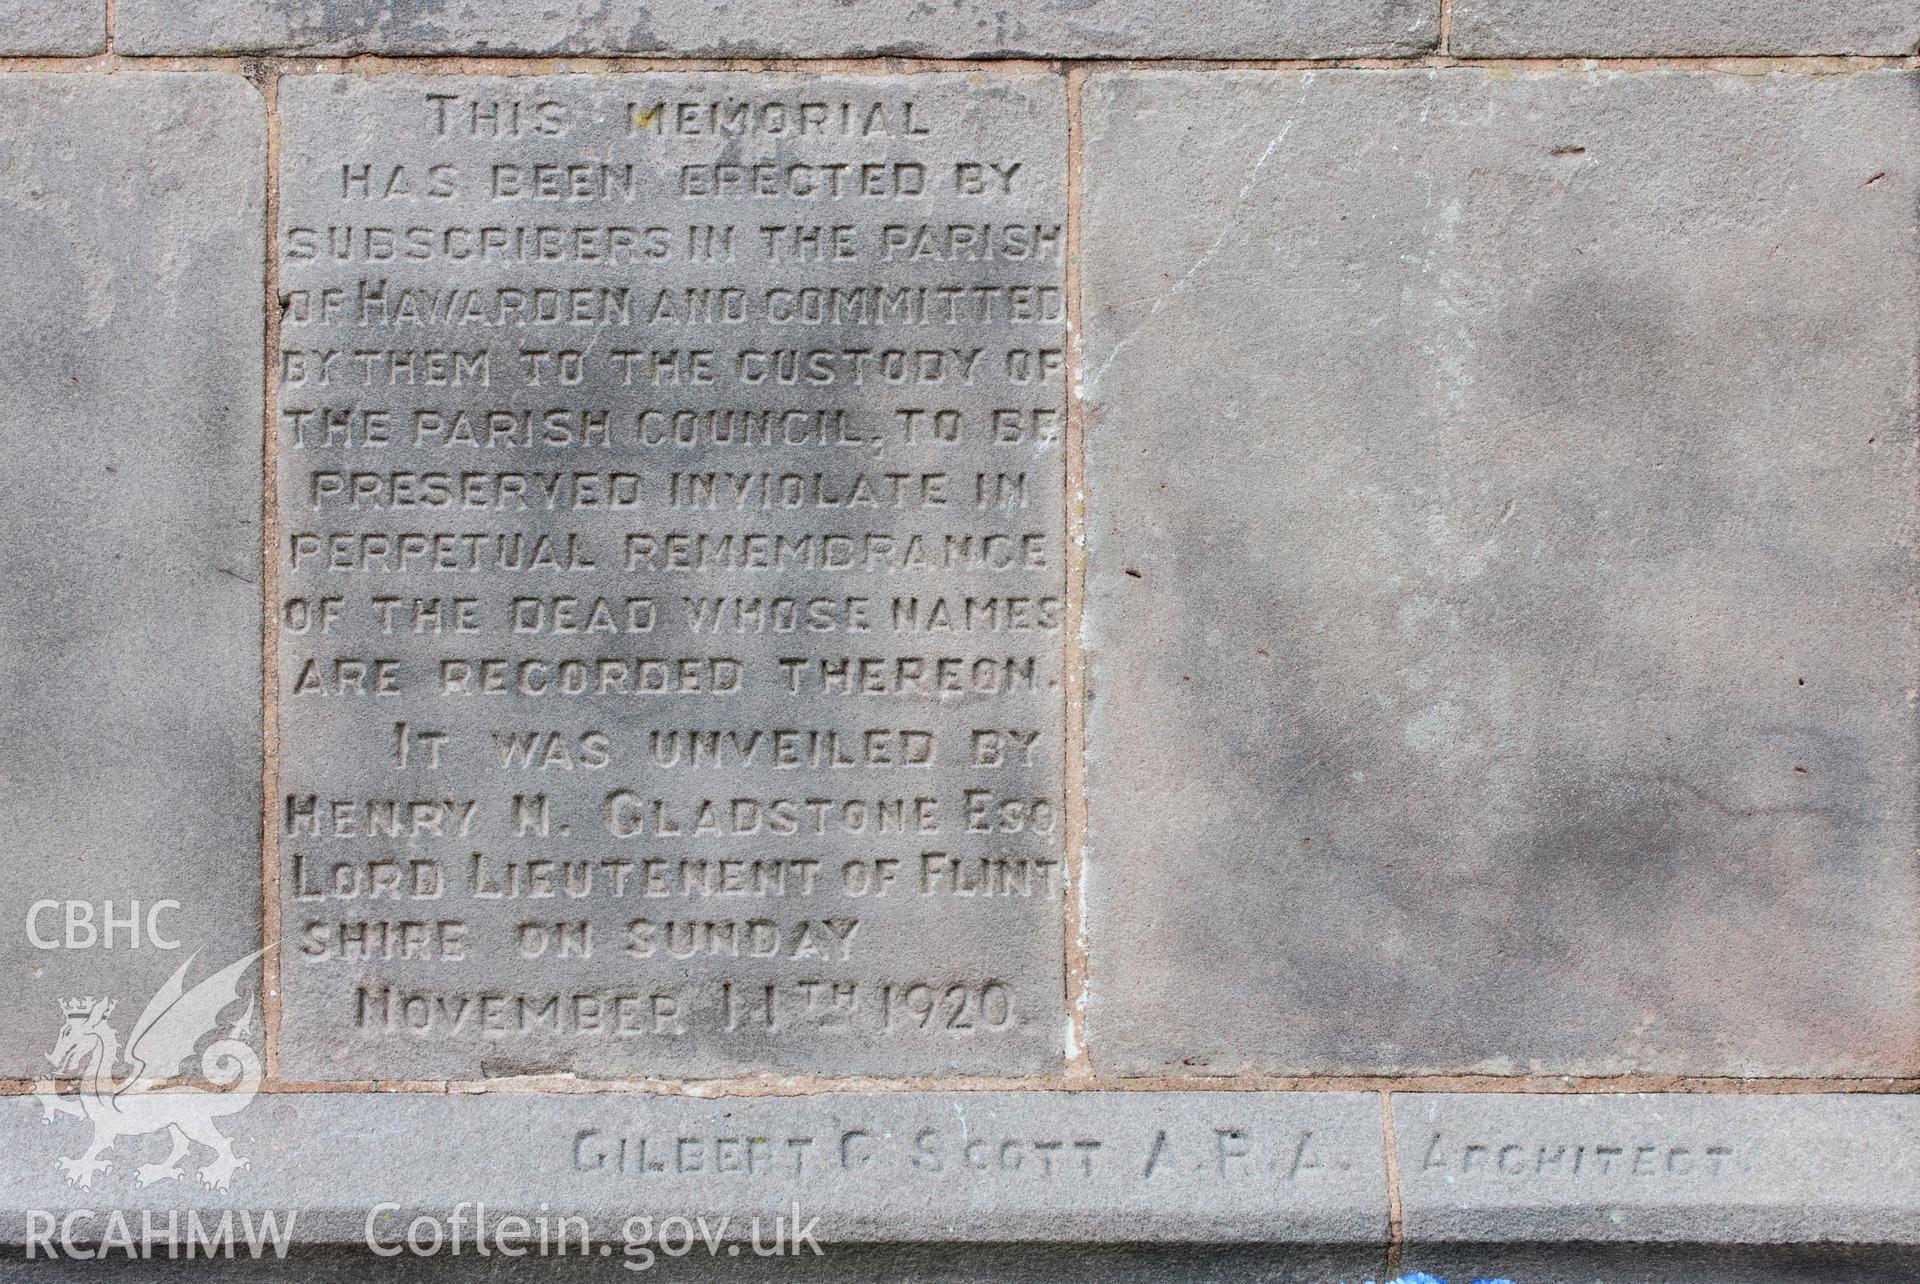 THIS MEMORIAL
HAS BEEN ERECTED BY
SUBSCRIBERS IN THE PARISH
OF HAWARDEN AND COMMITTED
BY THEM TO THE CUSTODY OF
THE PARISH COUNCIL, TO BE
PRESERVED INVIOLATE IN
PERPETUAL REMEMBRANCE
OF THE DEAD WHOSE NAMES
ARE RECORDED THEREON.
IT WAS UNVEILED BY
HENRY N. GLADSTONE ESQ
LORD LIEUTENENT OF FLINT
SHIRE ON SUNDAY
NOVEMBER 11TH 1920
GILBERT G SCOTT A.R.A. ARCHITECT.
CBHC
RCAHMW Coflein.gov.uk